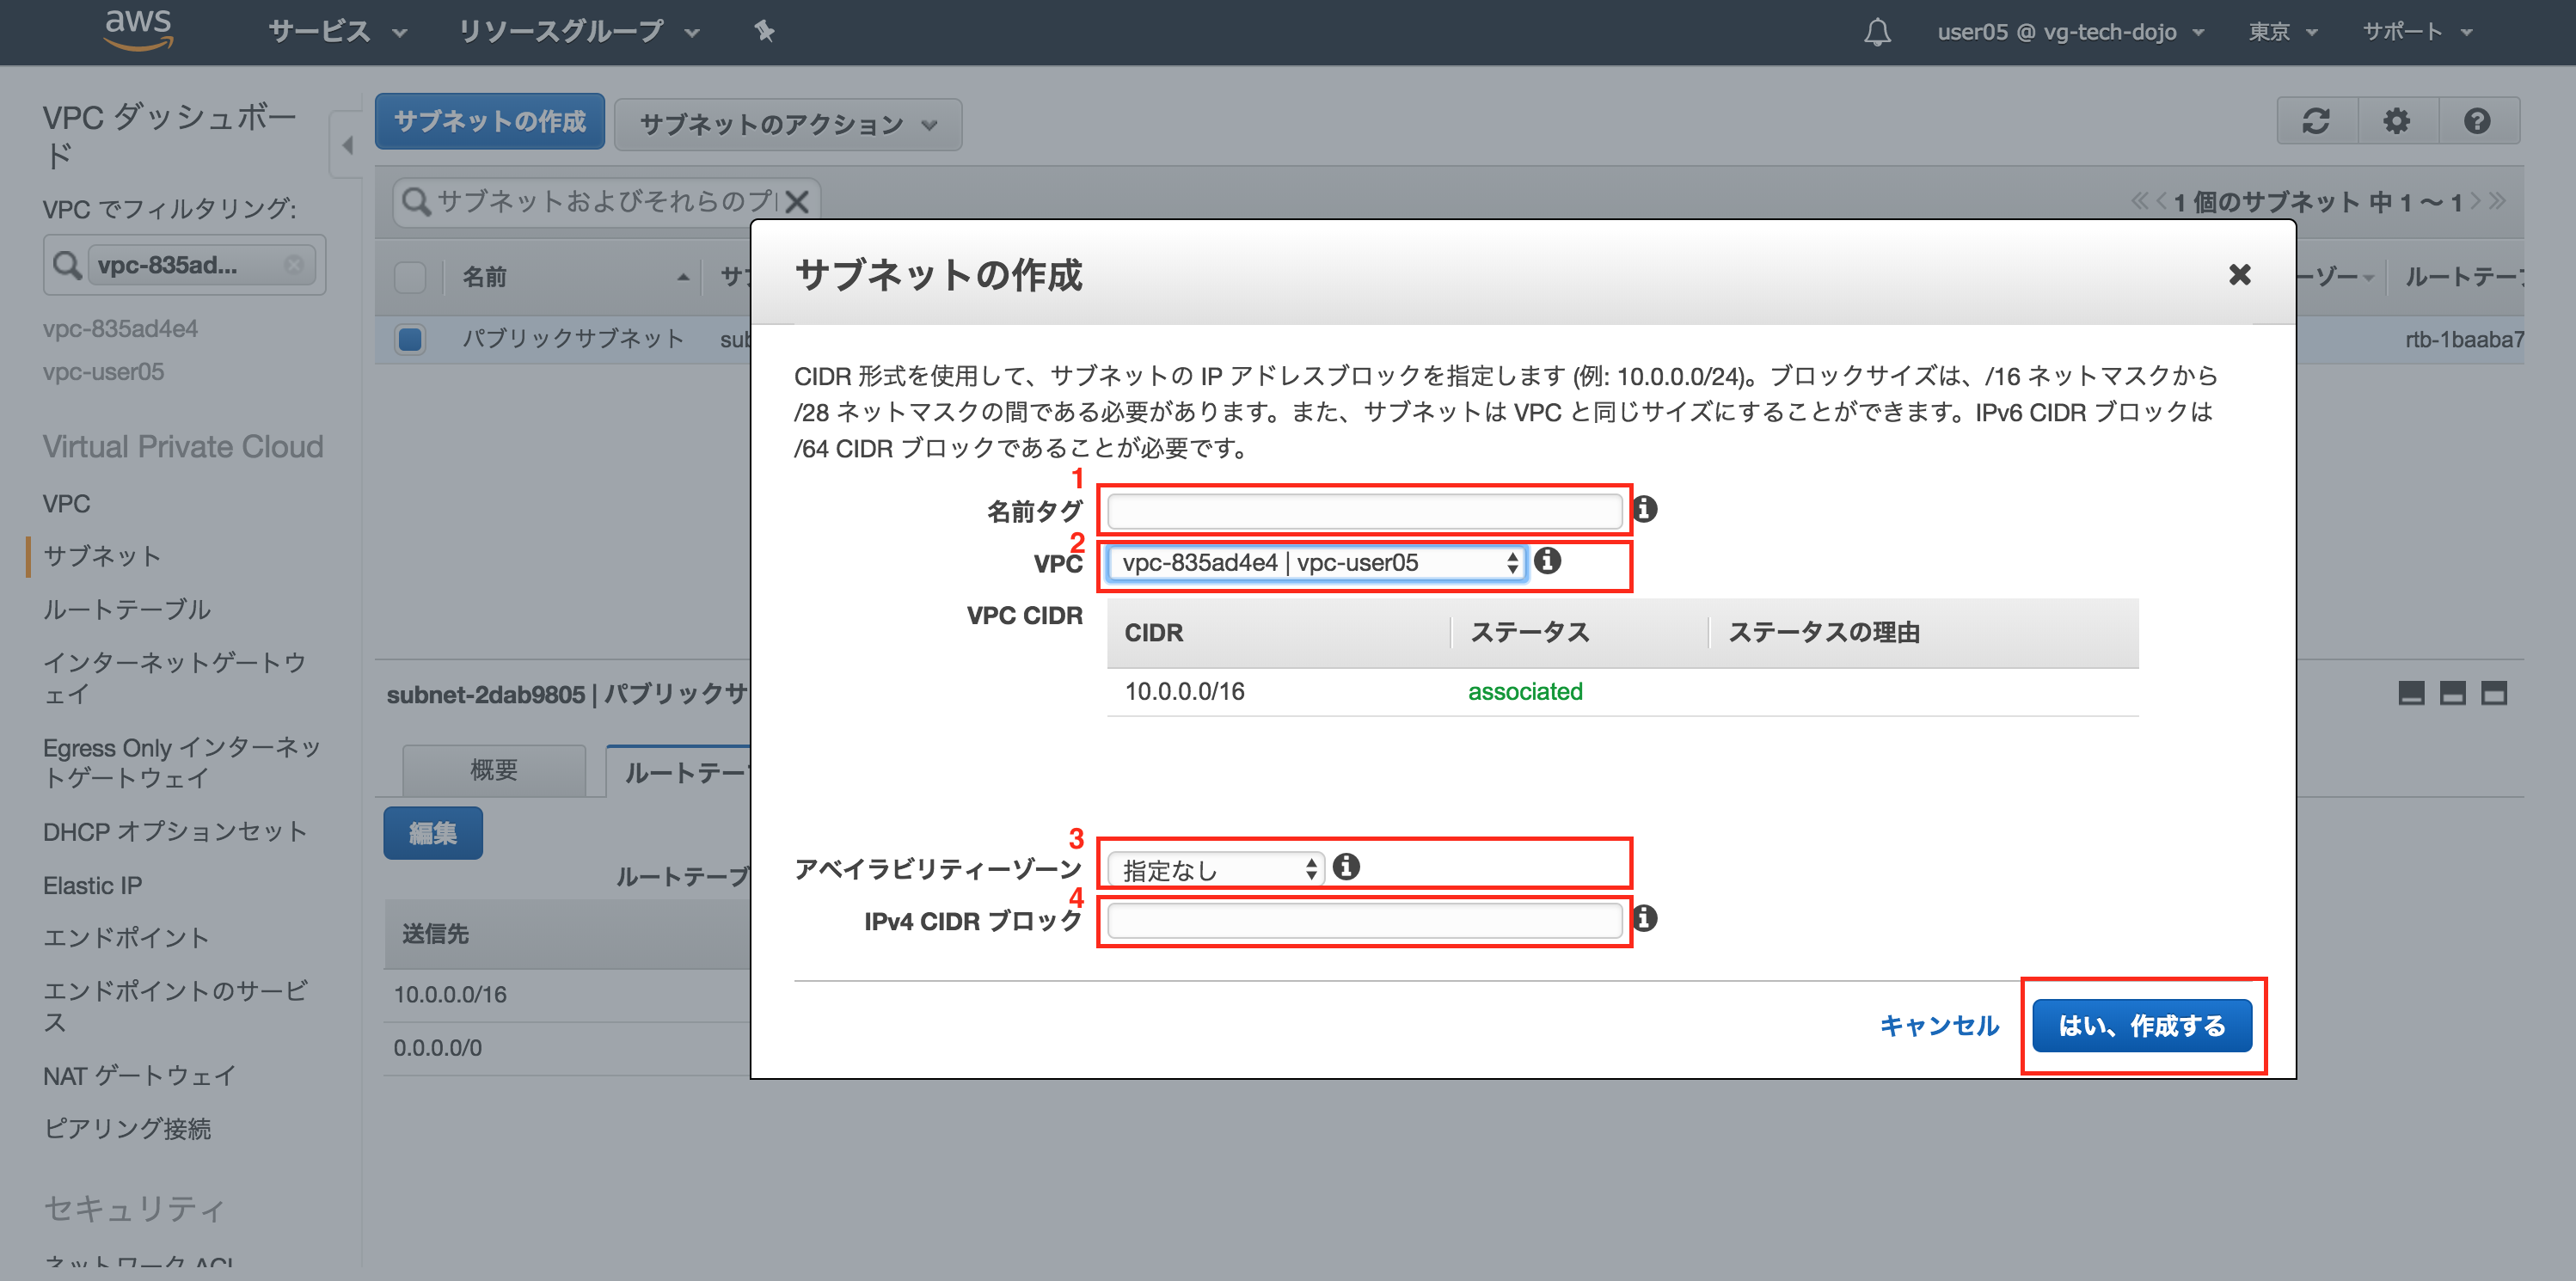 aws
サービス
リソースグループ
user05 @ vg-tech-dojo
東京
サポート
VPC ダッシュボー
ド
VPC でフィルタリング:
vpc-835ad...
vpc-835ad4e4
vpc-user05
Virtual Private Cloud
VPC
サブネット
ルートテーブル
インターネットゲートウ
ェイ
Egress Only インターネッ
トゲートウェイ
DHCP オプションセット
Elastic IP
エンドポイント
エンドポイントのサービ
ス
NAT ゲートウェイ
ピアリング接続
セキュリティ
ネットワーク ACL
サブネットの作成
サブネットのアクション
サブネットおよびそれらのプ
1 個のサブネット 中 1 〜 1
名前
サブ
ーゾー
ルートテー
パブリックサブネット
sub
rtb-1baaba7
subnet-2dab9805 | パブリックサ
概要
ルートテー
編集
ルートテーブ
送信先
10.0.0.0/16
0.0.0.0/0
サブネットの作成
CIDR 形式を使用して、サブネットの IP アドレスブロックを指定します (例: 10.0.0.0/24)。ブロックサイズは、/16 ネットマスクから
/28 ネットマスクの間である必要があります。また、サブネットは VPC と同じサイズにすることができます。IPv6 CIDR ブロックは
/64 CIDR ブロックであることが必要です。
1
名前タグ
2
VPC
vpc-835ad4e4 | vpc-user05
VPC CIDR
CIDR
ステータス
ステータスの理由
10.0.0.0/16
associated
3
アベイラビリティーゾーン
指定なし
4
IPv4 CIDR ブロック
キャンセル
はい、作成する